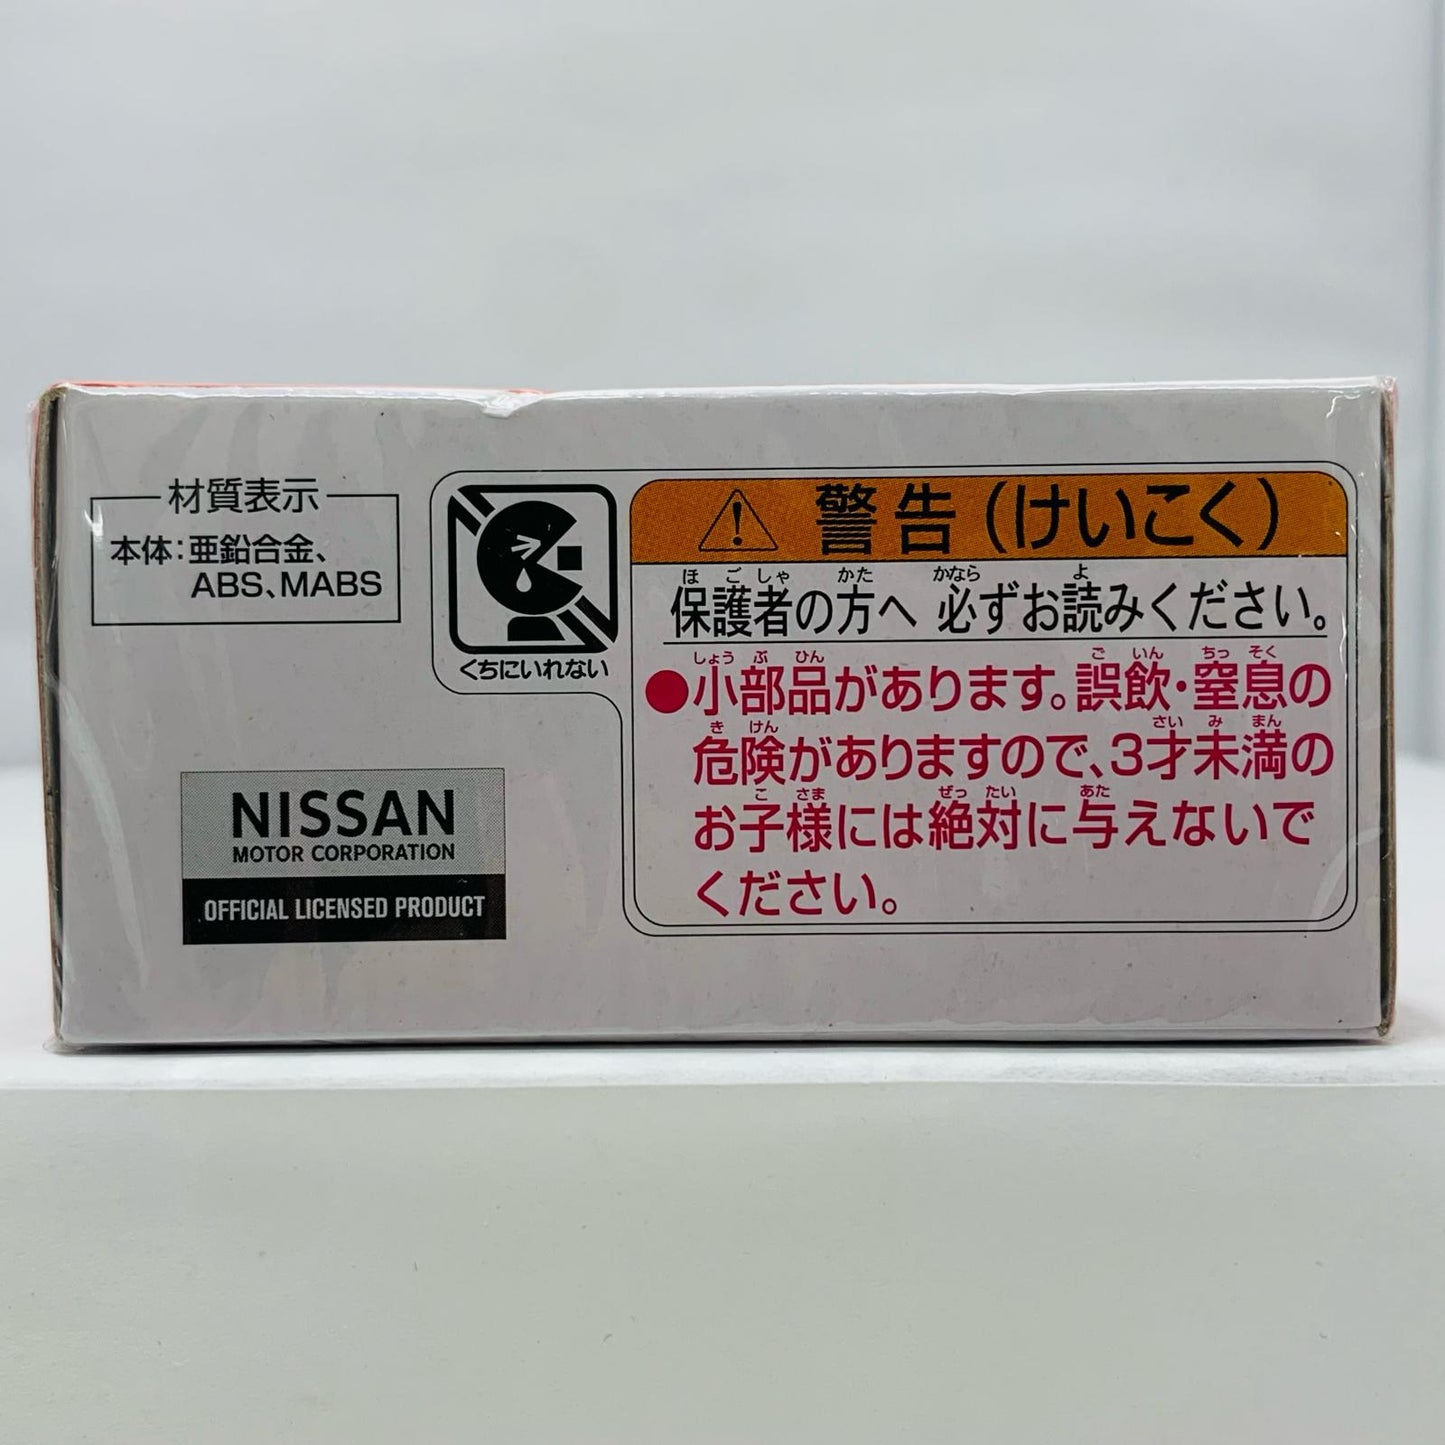 材質表示
本体：亜鉛合金、
ABS、MABS
くちにいれない
NISSAN
MOTOR CORPORATION
OFFICIAL LICENSED PRODUCT
警告（けいこく）
ほごしゃ かた かなら よ
保護者の方へ 必ずお読みください。
しょう ぶ ひん ご いん ちっ そく
●小部品があります。誤飲・窒息の
き けん さい み まん
危険がありますので、3才未満の
こ さま ぜっ たい あた
お子様には絶対に与えないで
ください。